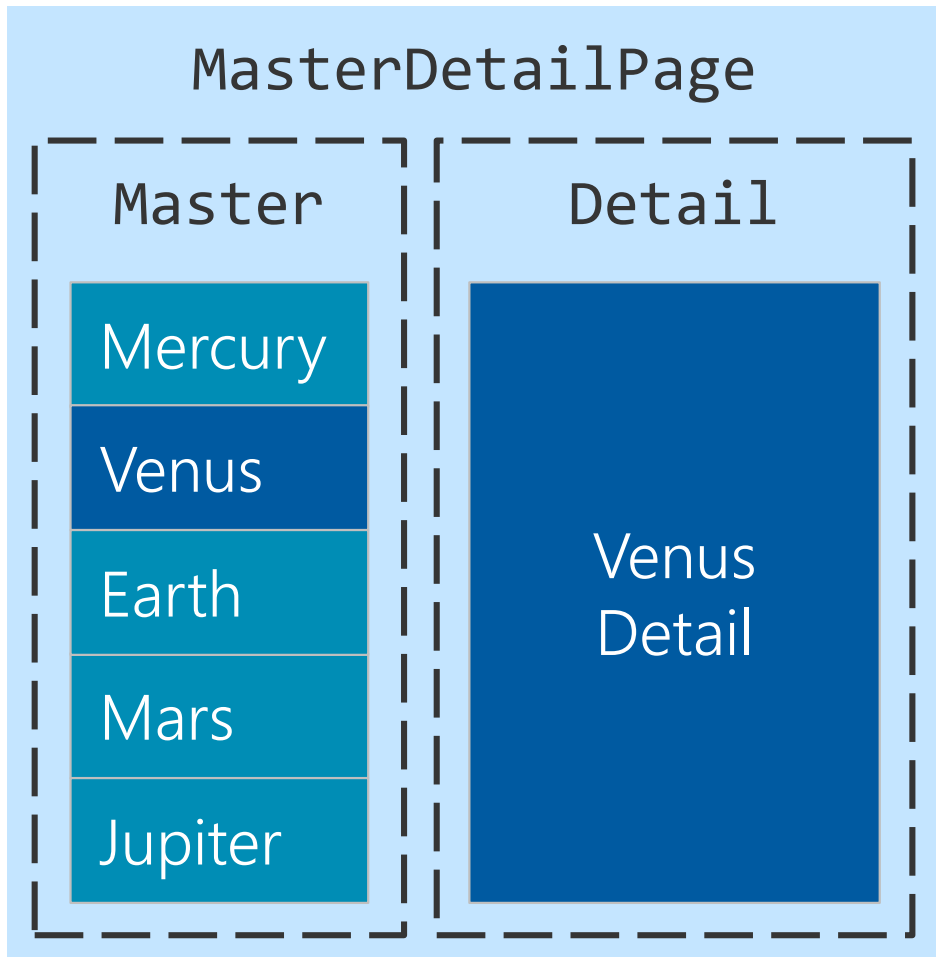 MasterDetailPage
Master
Mercury
Venus
Earth
Mars
Jupiter
Detail
Venus
Detail